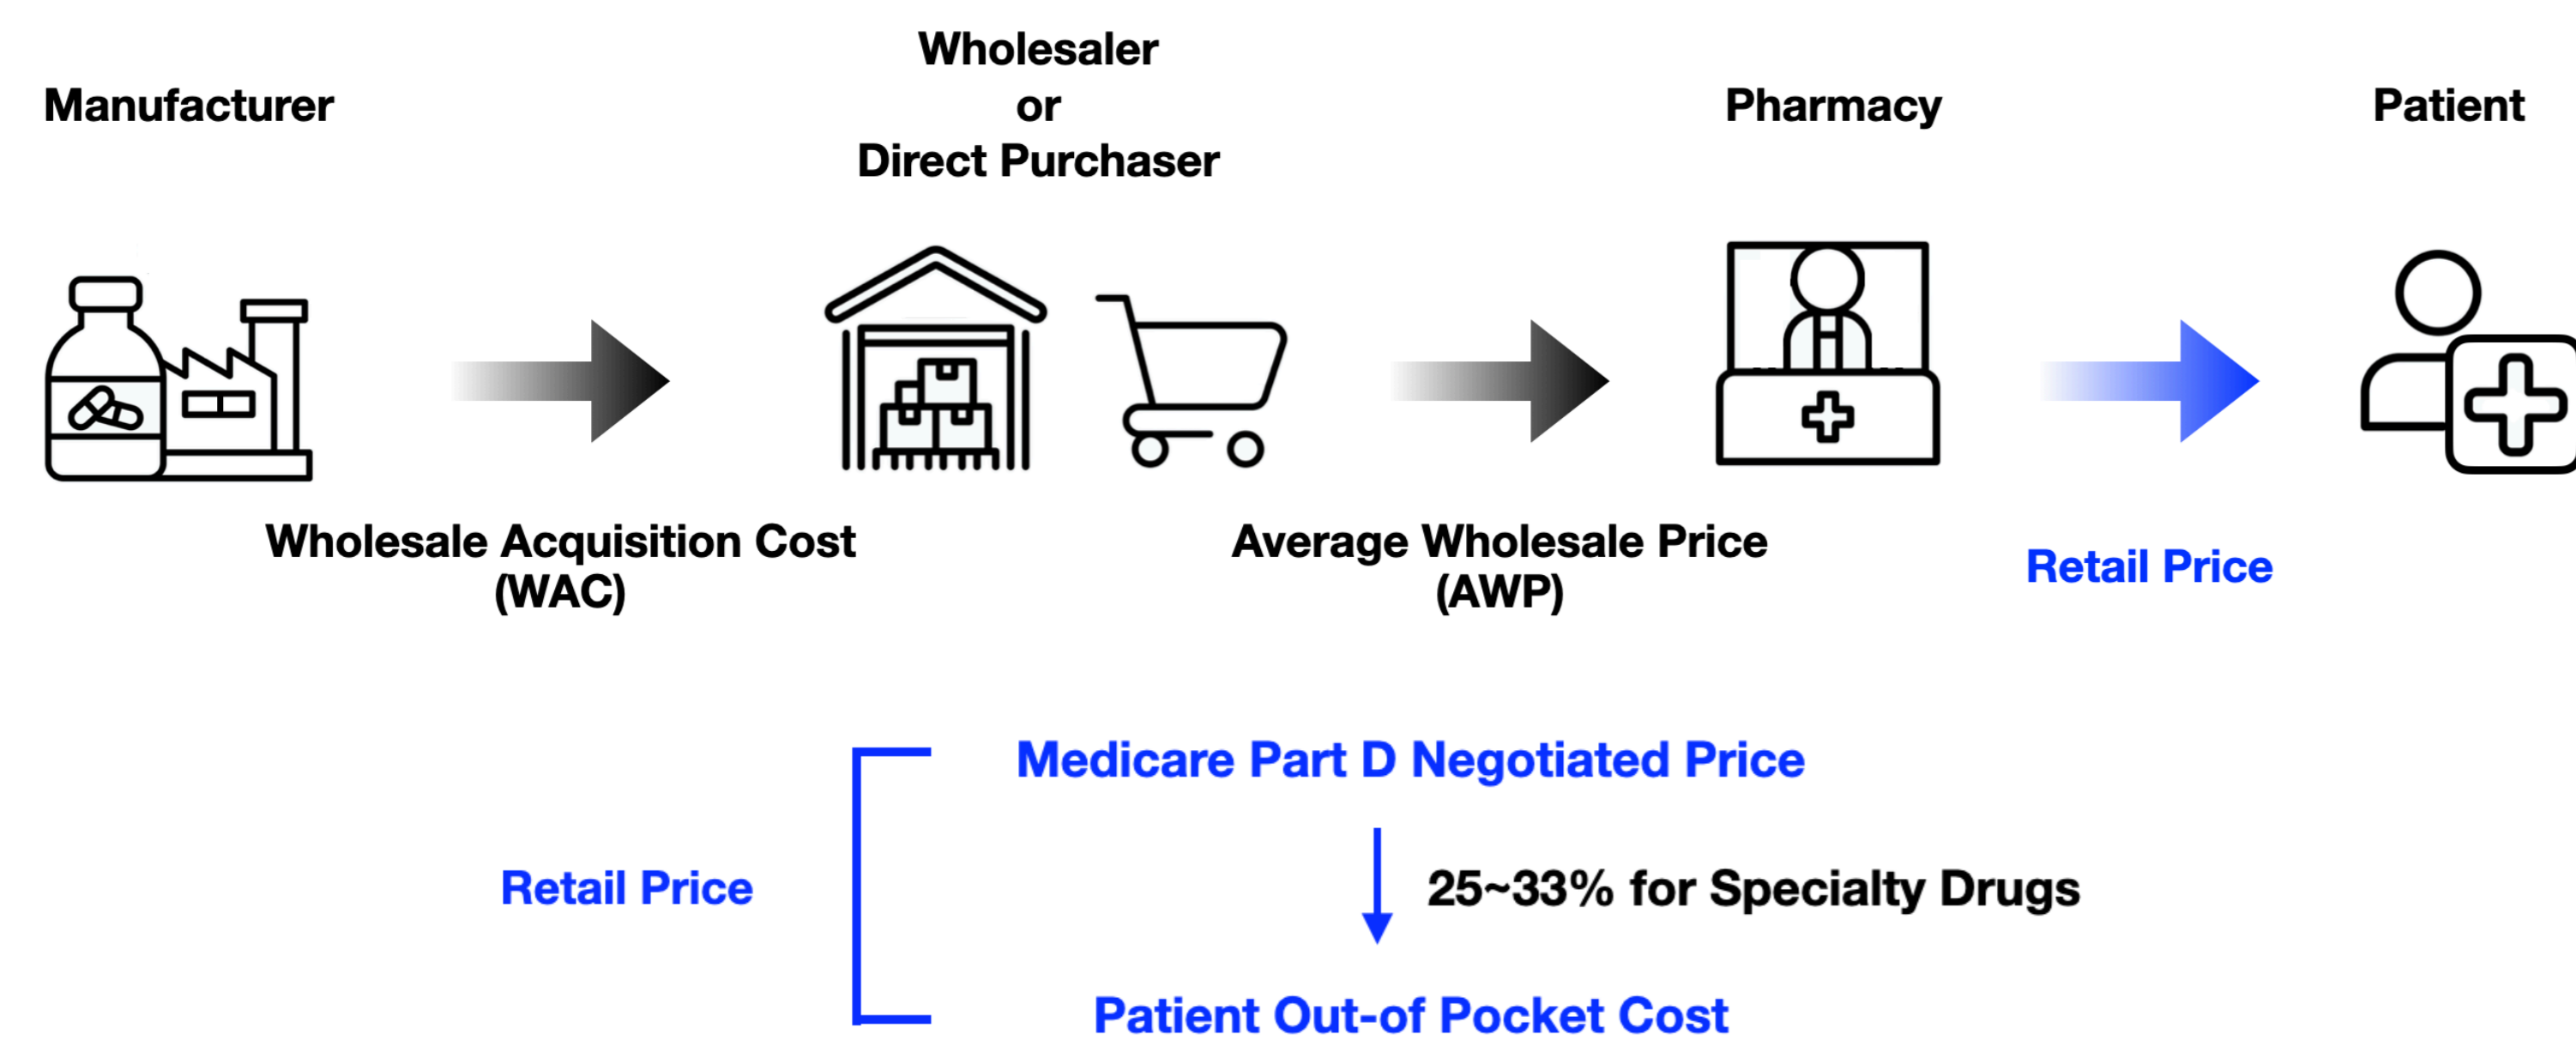 Manufacturer
Wholesaler
or
Direct Purchaser
Pharmacy
Patient
Wholesale Acquisition Cost
(WAC)
Average Wholesale Price
(AWP)
Retail Price
Retail Price
Medicare Part D Negotiated Price
25~33% for Specialty Drugs
Patient Out-of Pocket Cost